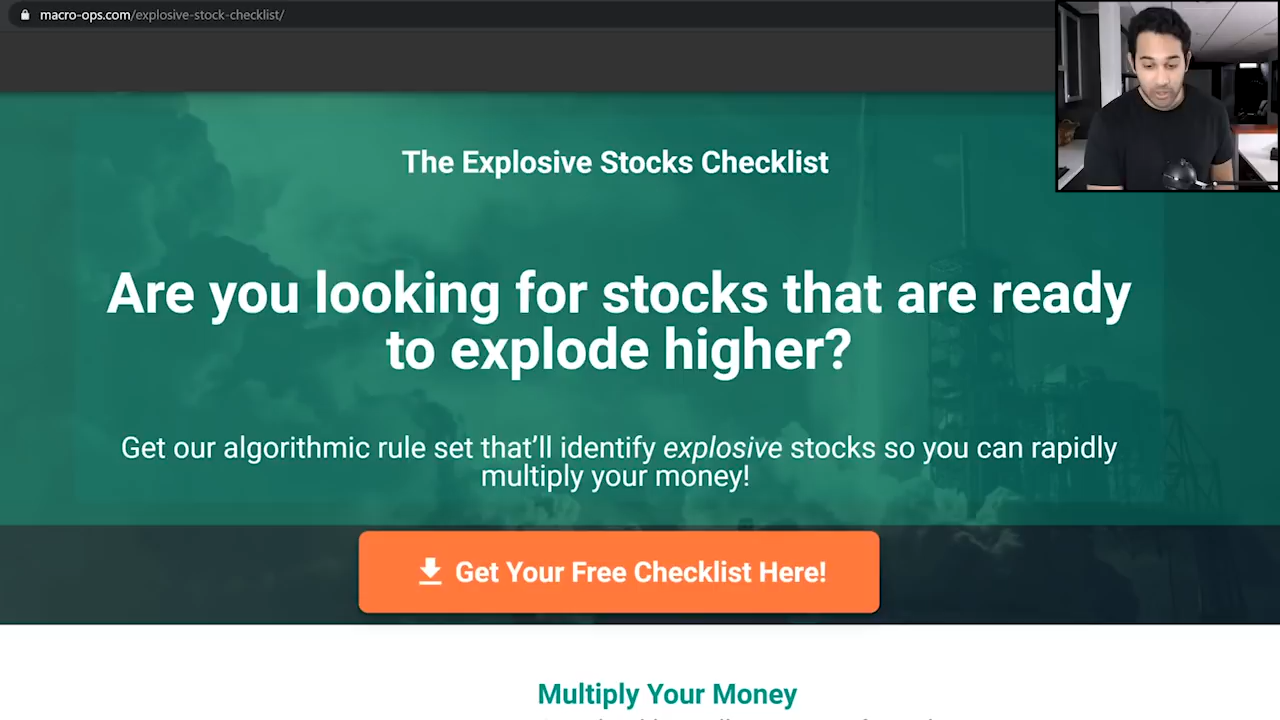 macro-ops.com/explosive-stock-checklist/
The Explosive Stocks Checklist
Are you looking for stocks that are ready
to explode higher?
Get our algorithmic rule set that'll identify explosive stocks so you can rapidly
multiply your money!
Get Your Free Checklist Here!
Multiply Your Money